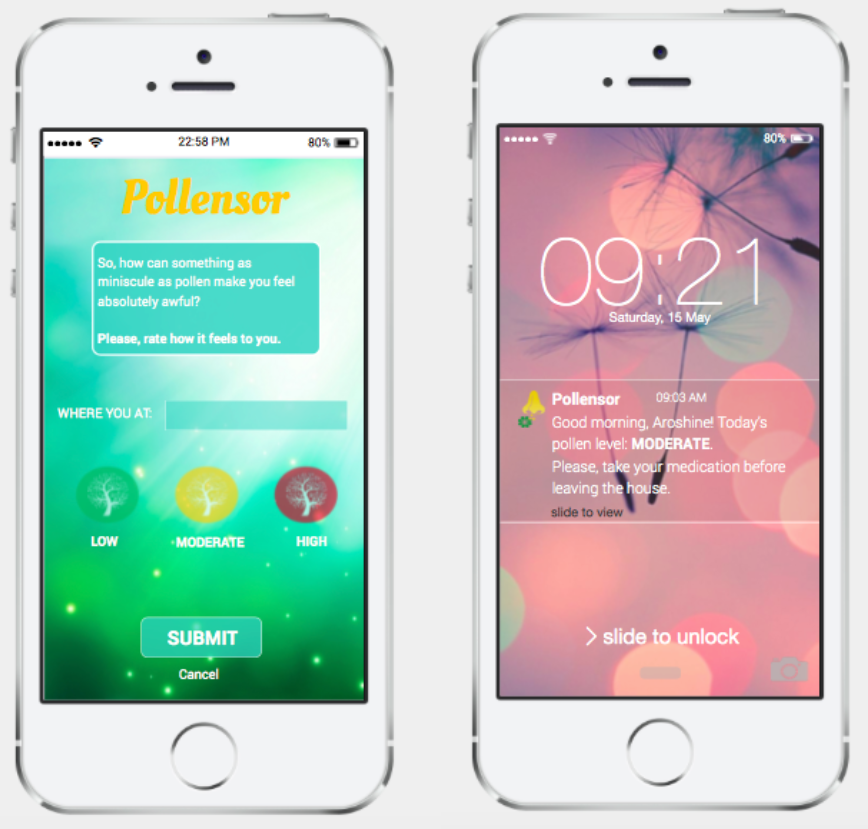 22:58 PM
80%
Pollensor
So, how can something as
miniscule as pollen make you feel
absolutely awful?
Please, rate how it feels to you.
WHERE YOU AT:
LOW
MODERATE
HIGH
SUBMIT
Cancel
80%
09:21
Saturday, 15 May
Pollensor 09:03 AM
Good morning, Aroshine! Today's
pollen level: MODERATE.
Please, take your medication before
leaving the house.
slide to view
> slide to unlock